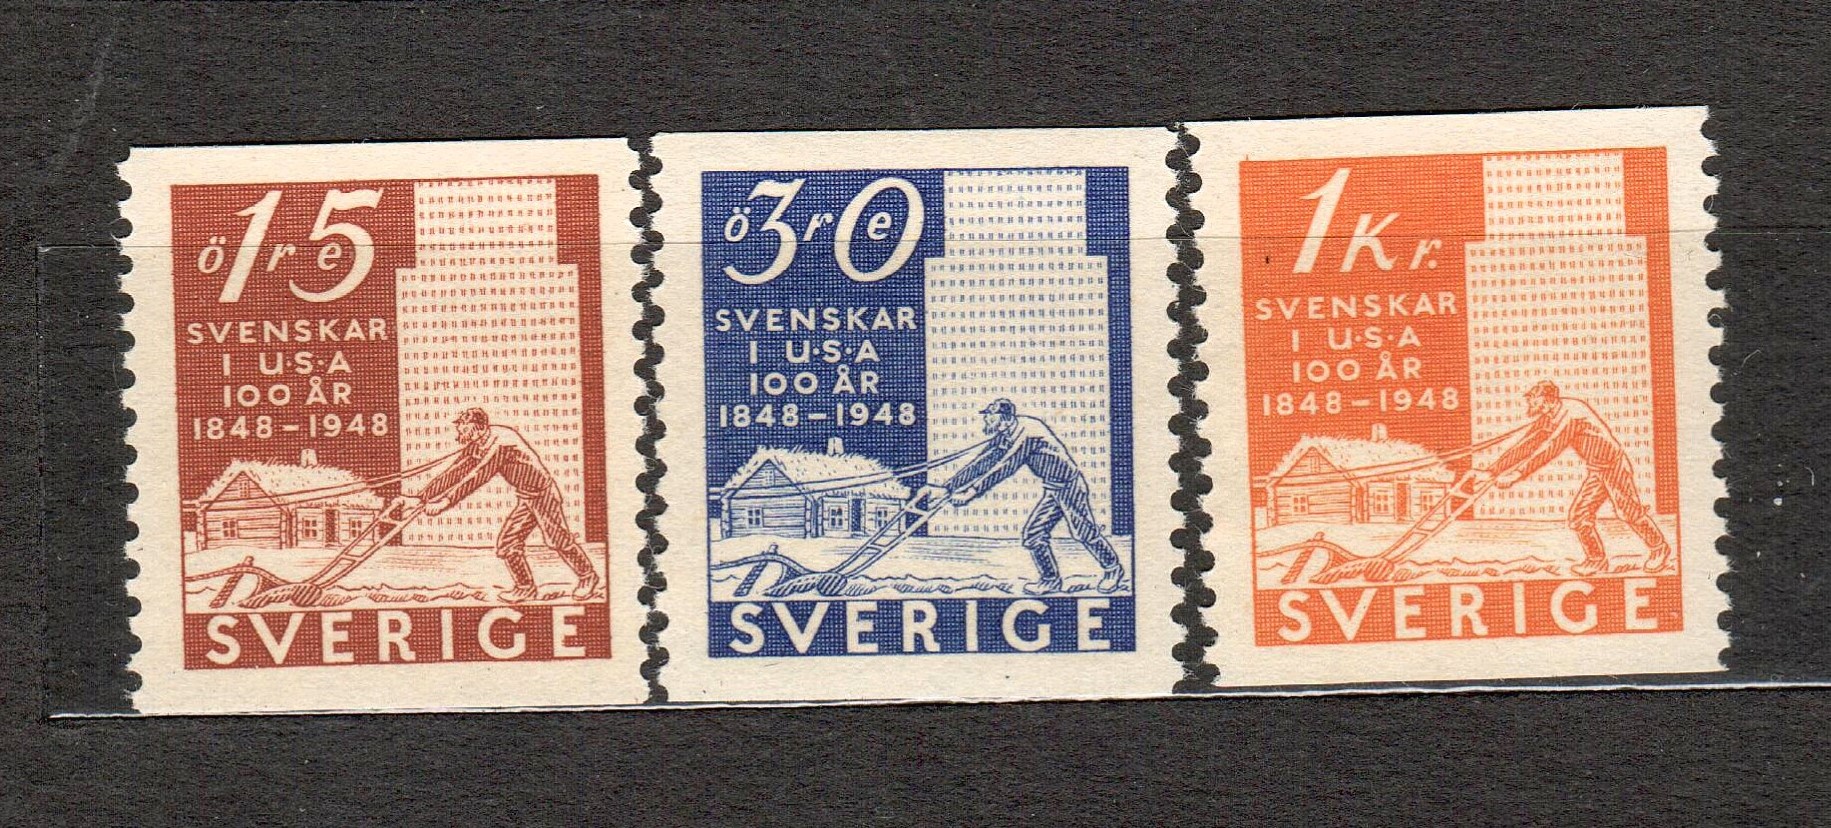 öre 15
SVENSKAR
I U·S·A
100 ÅR
1848-1948
SVERIGE
öre 30
SVENSKAR
I U·S·A
100 ÅR
1848-1948
SVERIGE
1 Kr.
SVENSKAR
I U·S·A
100 ÅR
1848-1948
SVERIGE